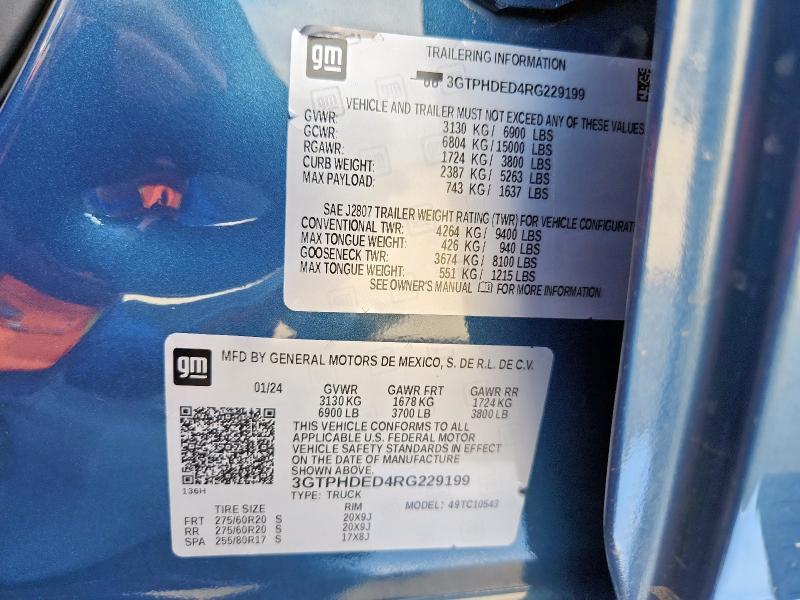 gm
TRAILERING INFORMATION
3GTPHDED4RG229199
VEHICLE AND TRAILER MUST NOT EXCEED ANY OF THESE VALUES
GVWR: 3130 KG/ 6900 LBS
GCWR: 6804 KG/15000 LBS
RGAWR: 1724 KG/ 3800 LBS
CURB WEIGHT: 2387 KG/ 5263 LBS
MAX PAYLOAD: 743 KG/ 1637 LBS
SAE J2807 TRAILER WEIGHT RATING (TWR) FOR VEHICLE CONFIGURATI
CONVENTIONAL TWR: 4264 KG/ 9400 LBS
MAX TONGUE WEIGHT: 426 KG/ 940 LBS
GOOSENECK TWR: 3674 KG/ 8100 LBS
MAX TONGUE WEIGHT: 551 KG/ 1215 LBS
SEE OWNER'S MANUAL FOR MORE INFORMATION
gm
MFD BY GENERAL MOTORS DE MEXICO, S. DE R.L. DE C.V.
01/24 GVWR GAWR FRT GAWR RR
3130 KG 1678 KG 1724 KG
6900 LB 3700 LB 3800 LB
THIS VEHICLE CONFORMS TO ALL
APPLICABLE U.S. FEDERAL MOTOR
VEHICLE SAFETY STANDARDS IN EFFECT
ON THE DATE OF MANUFACTURE
SHOWN ABOVE.
3GTPHDED4RG229199
136H
TYPE: TRUCK
MODEL: 49TC10543
TIRE SIZE RIM
FRT 275/60R20 S 20X9J
RR 275/60R20 S 20X9J
SPA 255/80R17 S 17X8J